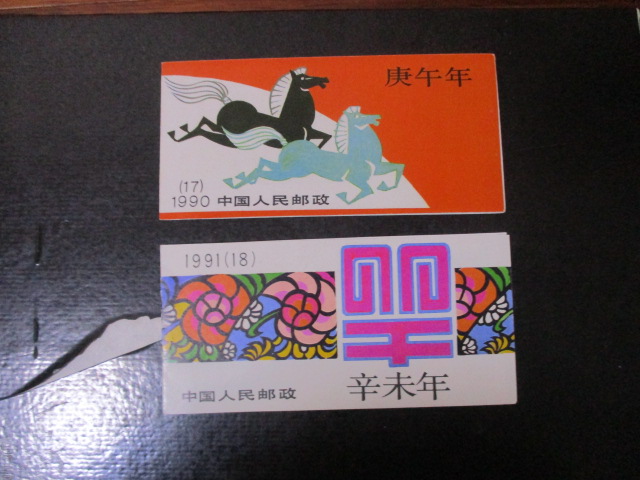 庚午年
(17)
1990 中国人民邮政
1991(18)
中国人民邮政
辛未年